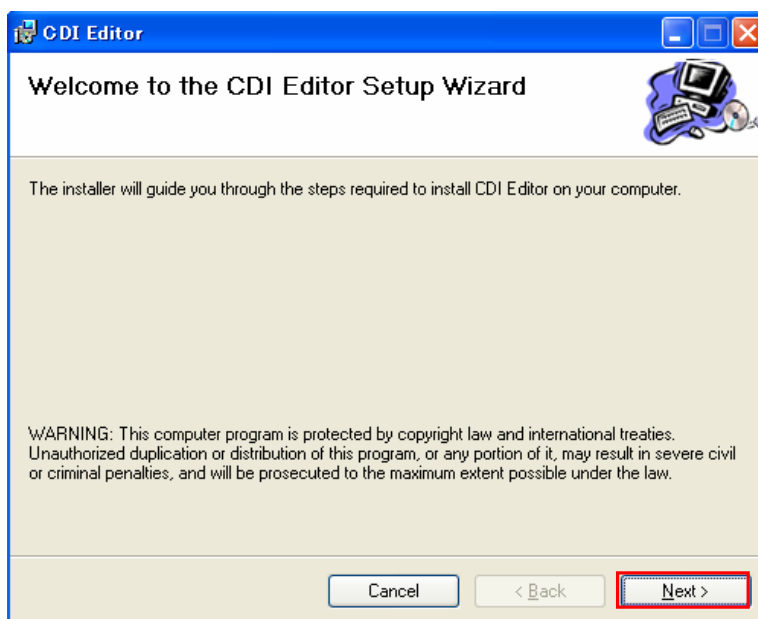 CDI Editor
Welcome to the CDI Editor Setup Wizard
The installer will guide you through the steps required to install CDI Editor on your computer.
WARNING: This computer program is protected by copyright law and international treaties.
Unauthorized duplication or distribution of this program, or any portion of it, may result in severe civil
or criminal penalties, and will be prosecuted to the maximum extent possible under the law.
Cancel
< Back
Next >